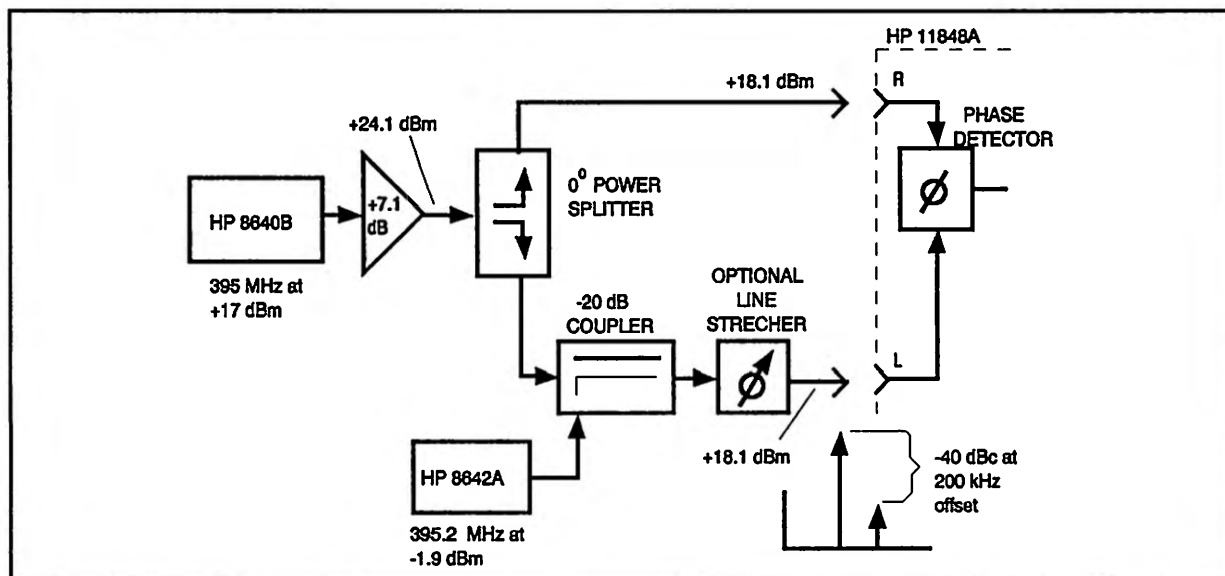 HP 11848A
+18.1 dBm
R
+24.1 dBm
PHASE
DETECTOR
0⁰ POWER
SPLITTER
HP 8640B
+7.1
dB
395 MHz at
+17 dBm
-20 dB
COUPLER
OPTIONAL
LINE
STRECHER
L
HP 8642A
+18.1 dBm
-40 dBc at
200 kHz
offset
395.2 MHz at
-1.9 dBm